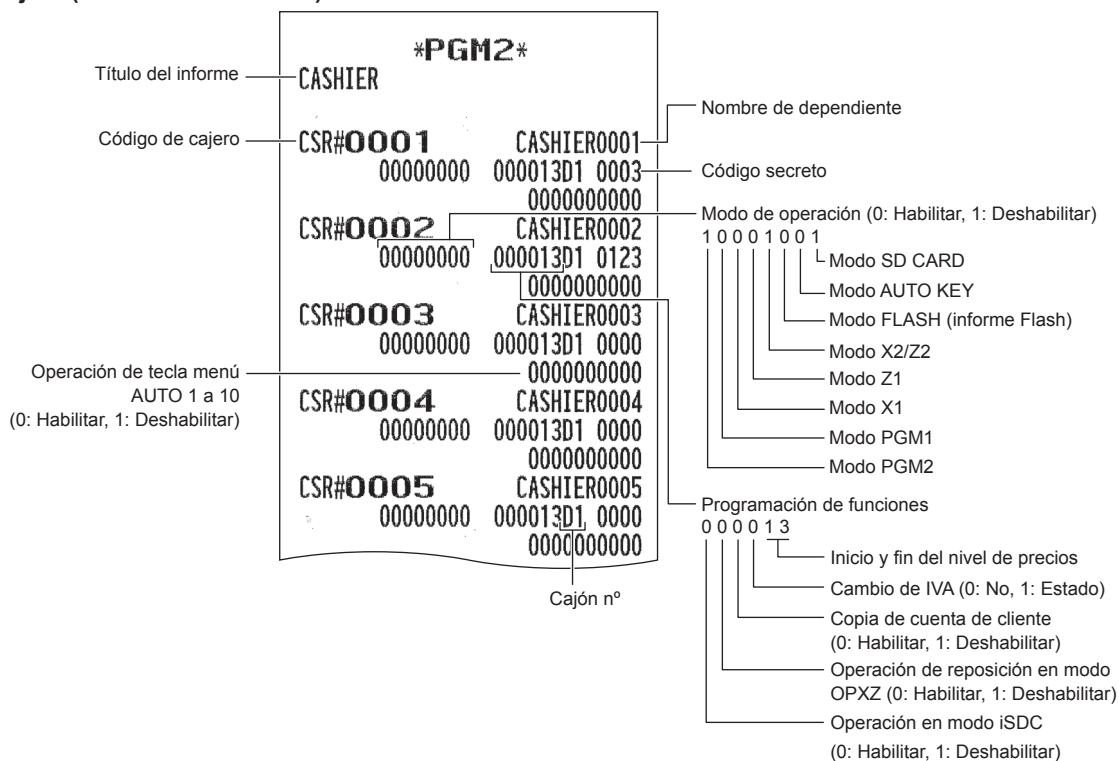 *PGM2*
Título del informe
CASHIER
Nombre de dependiente
Código de cajero
CSR#0001 CASHIER0001
00000000 000013D1 0003
Código secreto
0000000000
Modo de operación (0: Habilitar, 1: Deshabilitar)
CSR#0002 CASHIER0002
1 0 0 0 1 0 0 1
00000000 000013D1 0123
Modo SD CARD
0000000000
Modo AUTO KEY
CSR#0003 CASHIER0003
Modo FLASH (informe Flash)
00000000 000013D1 0000
Modo X2/Z2
Operación de tecla menú
AUTO 1 a 10
(0: Habilitar, 1: Deshabilitar)
0000000000
Modo Z1
CSR#0004 CASHIER0004
Modo X1
00000000 000013D1 0000
Modo PGM1
0000000000
Modo PGM2
CSR#0005 CASHIER0005
Programación de funciones
00000000 000013D1 0000
0 0 0 0 1 3
0000000000
Inicio y fin del nivel de precios
Cajón nº
Cambio de IVA (0: No, 1: Estado)
Copia de cuenta de cliente
(0: Habilitar, 1: Deshabilitar)
Operación de reposición en modo
OPXZ (0: Habilitar, 1: Deshabilitar)
Operación en modo iSDC
(0: Habilitar, 1: Deshabilitar)